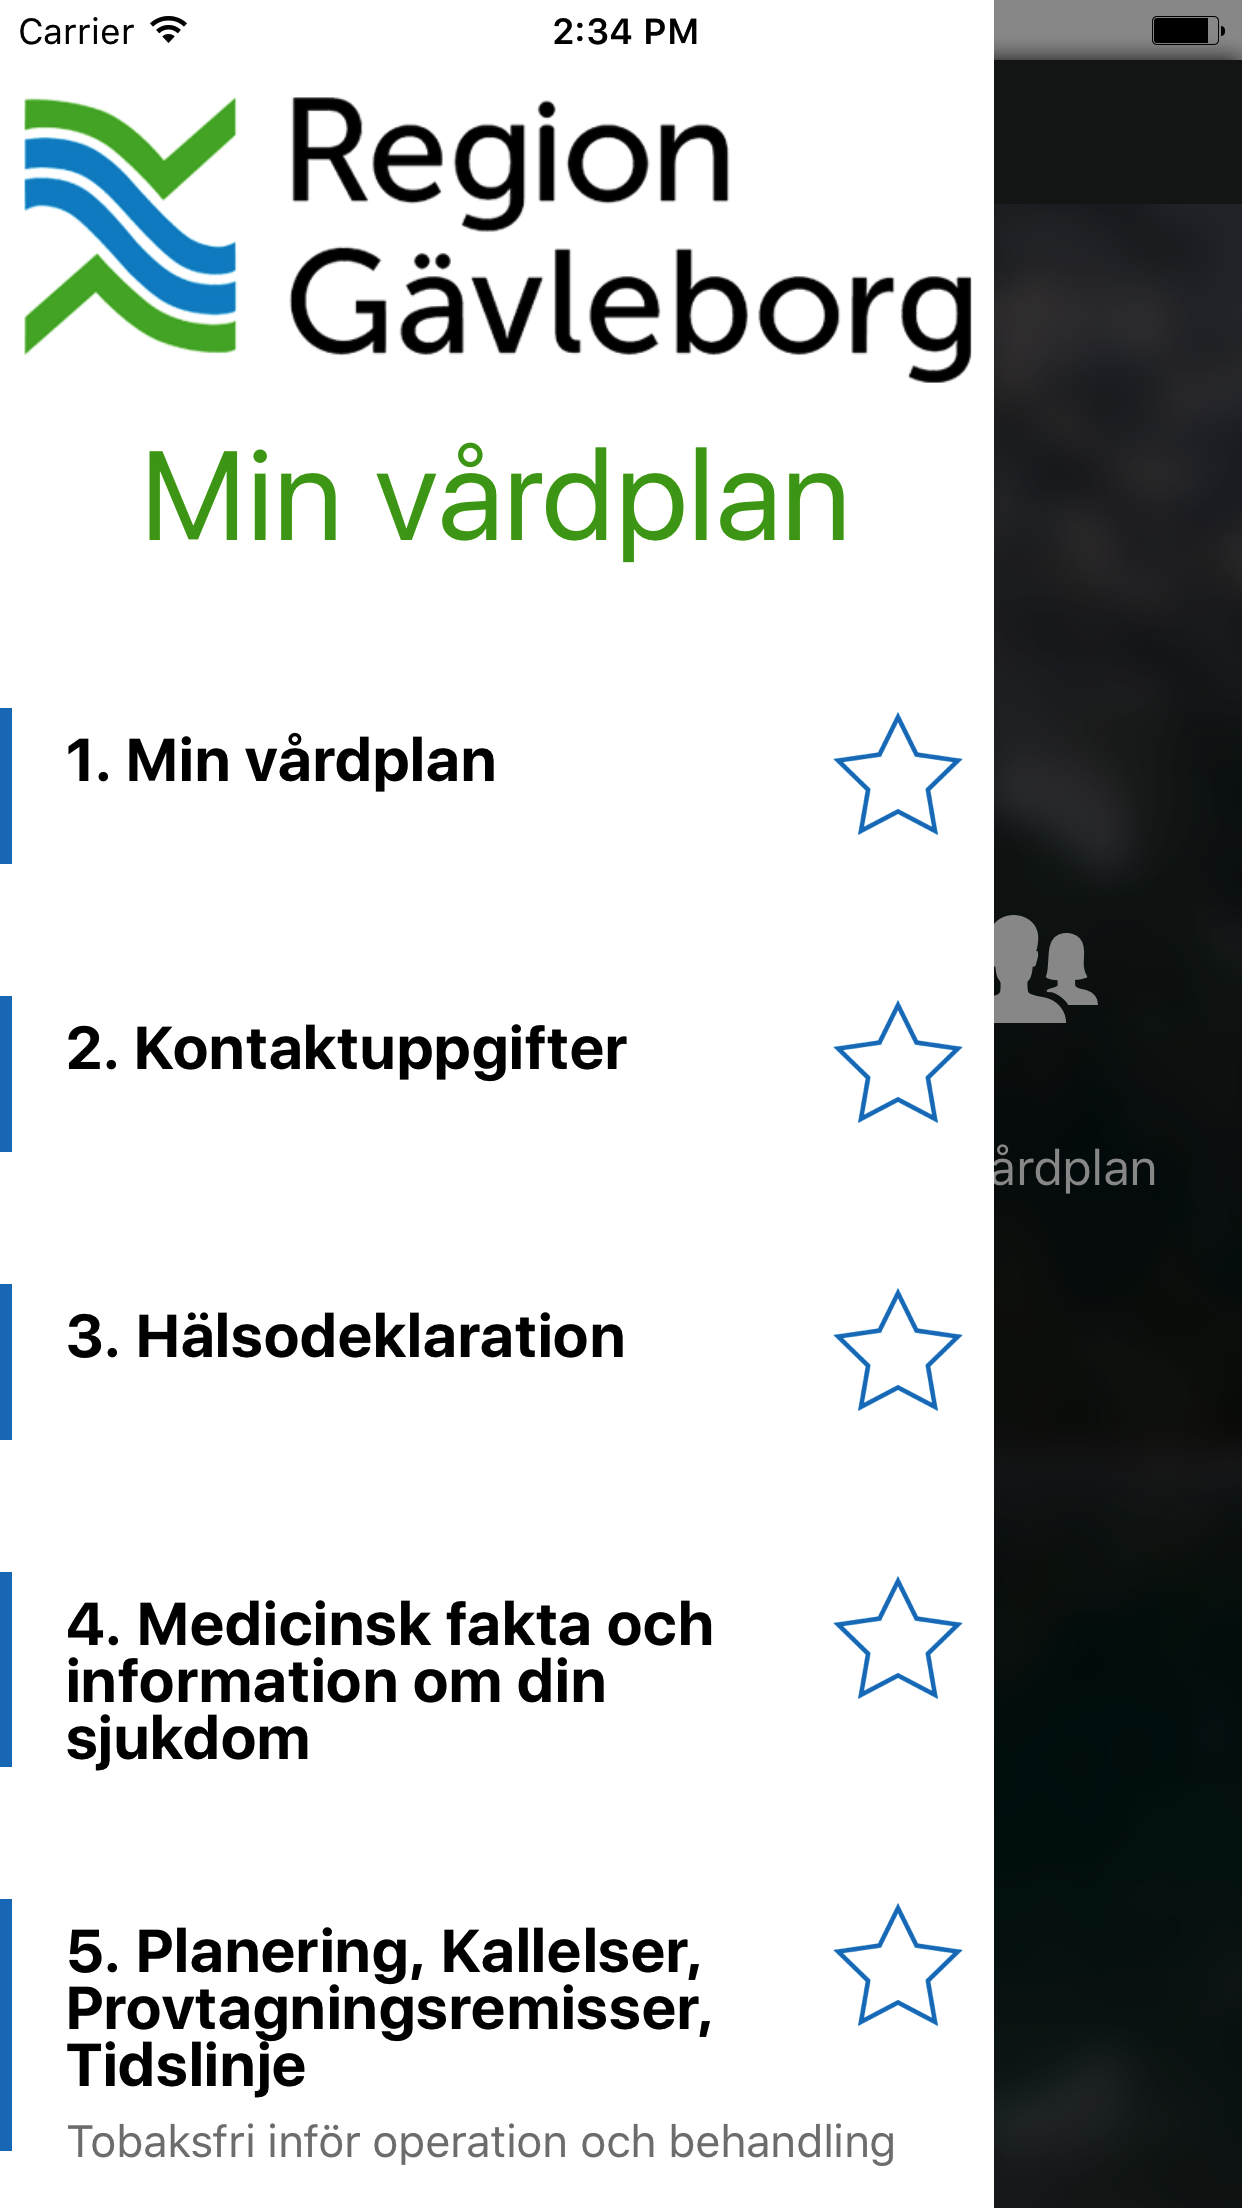 Carrier 2:34 PM
Region
Gävleborg
Min vårdplan
1. Min vårdplan
2. Kontaktuppgifter
årdplan
3. Hälsodeklaration
4. Medicinsk fakta och
information om din
sjukdom
5. Planering, Kallelser,
Provtagningsremisser,
Tidslinje
Tobaksfri inför operation och behandling